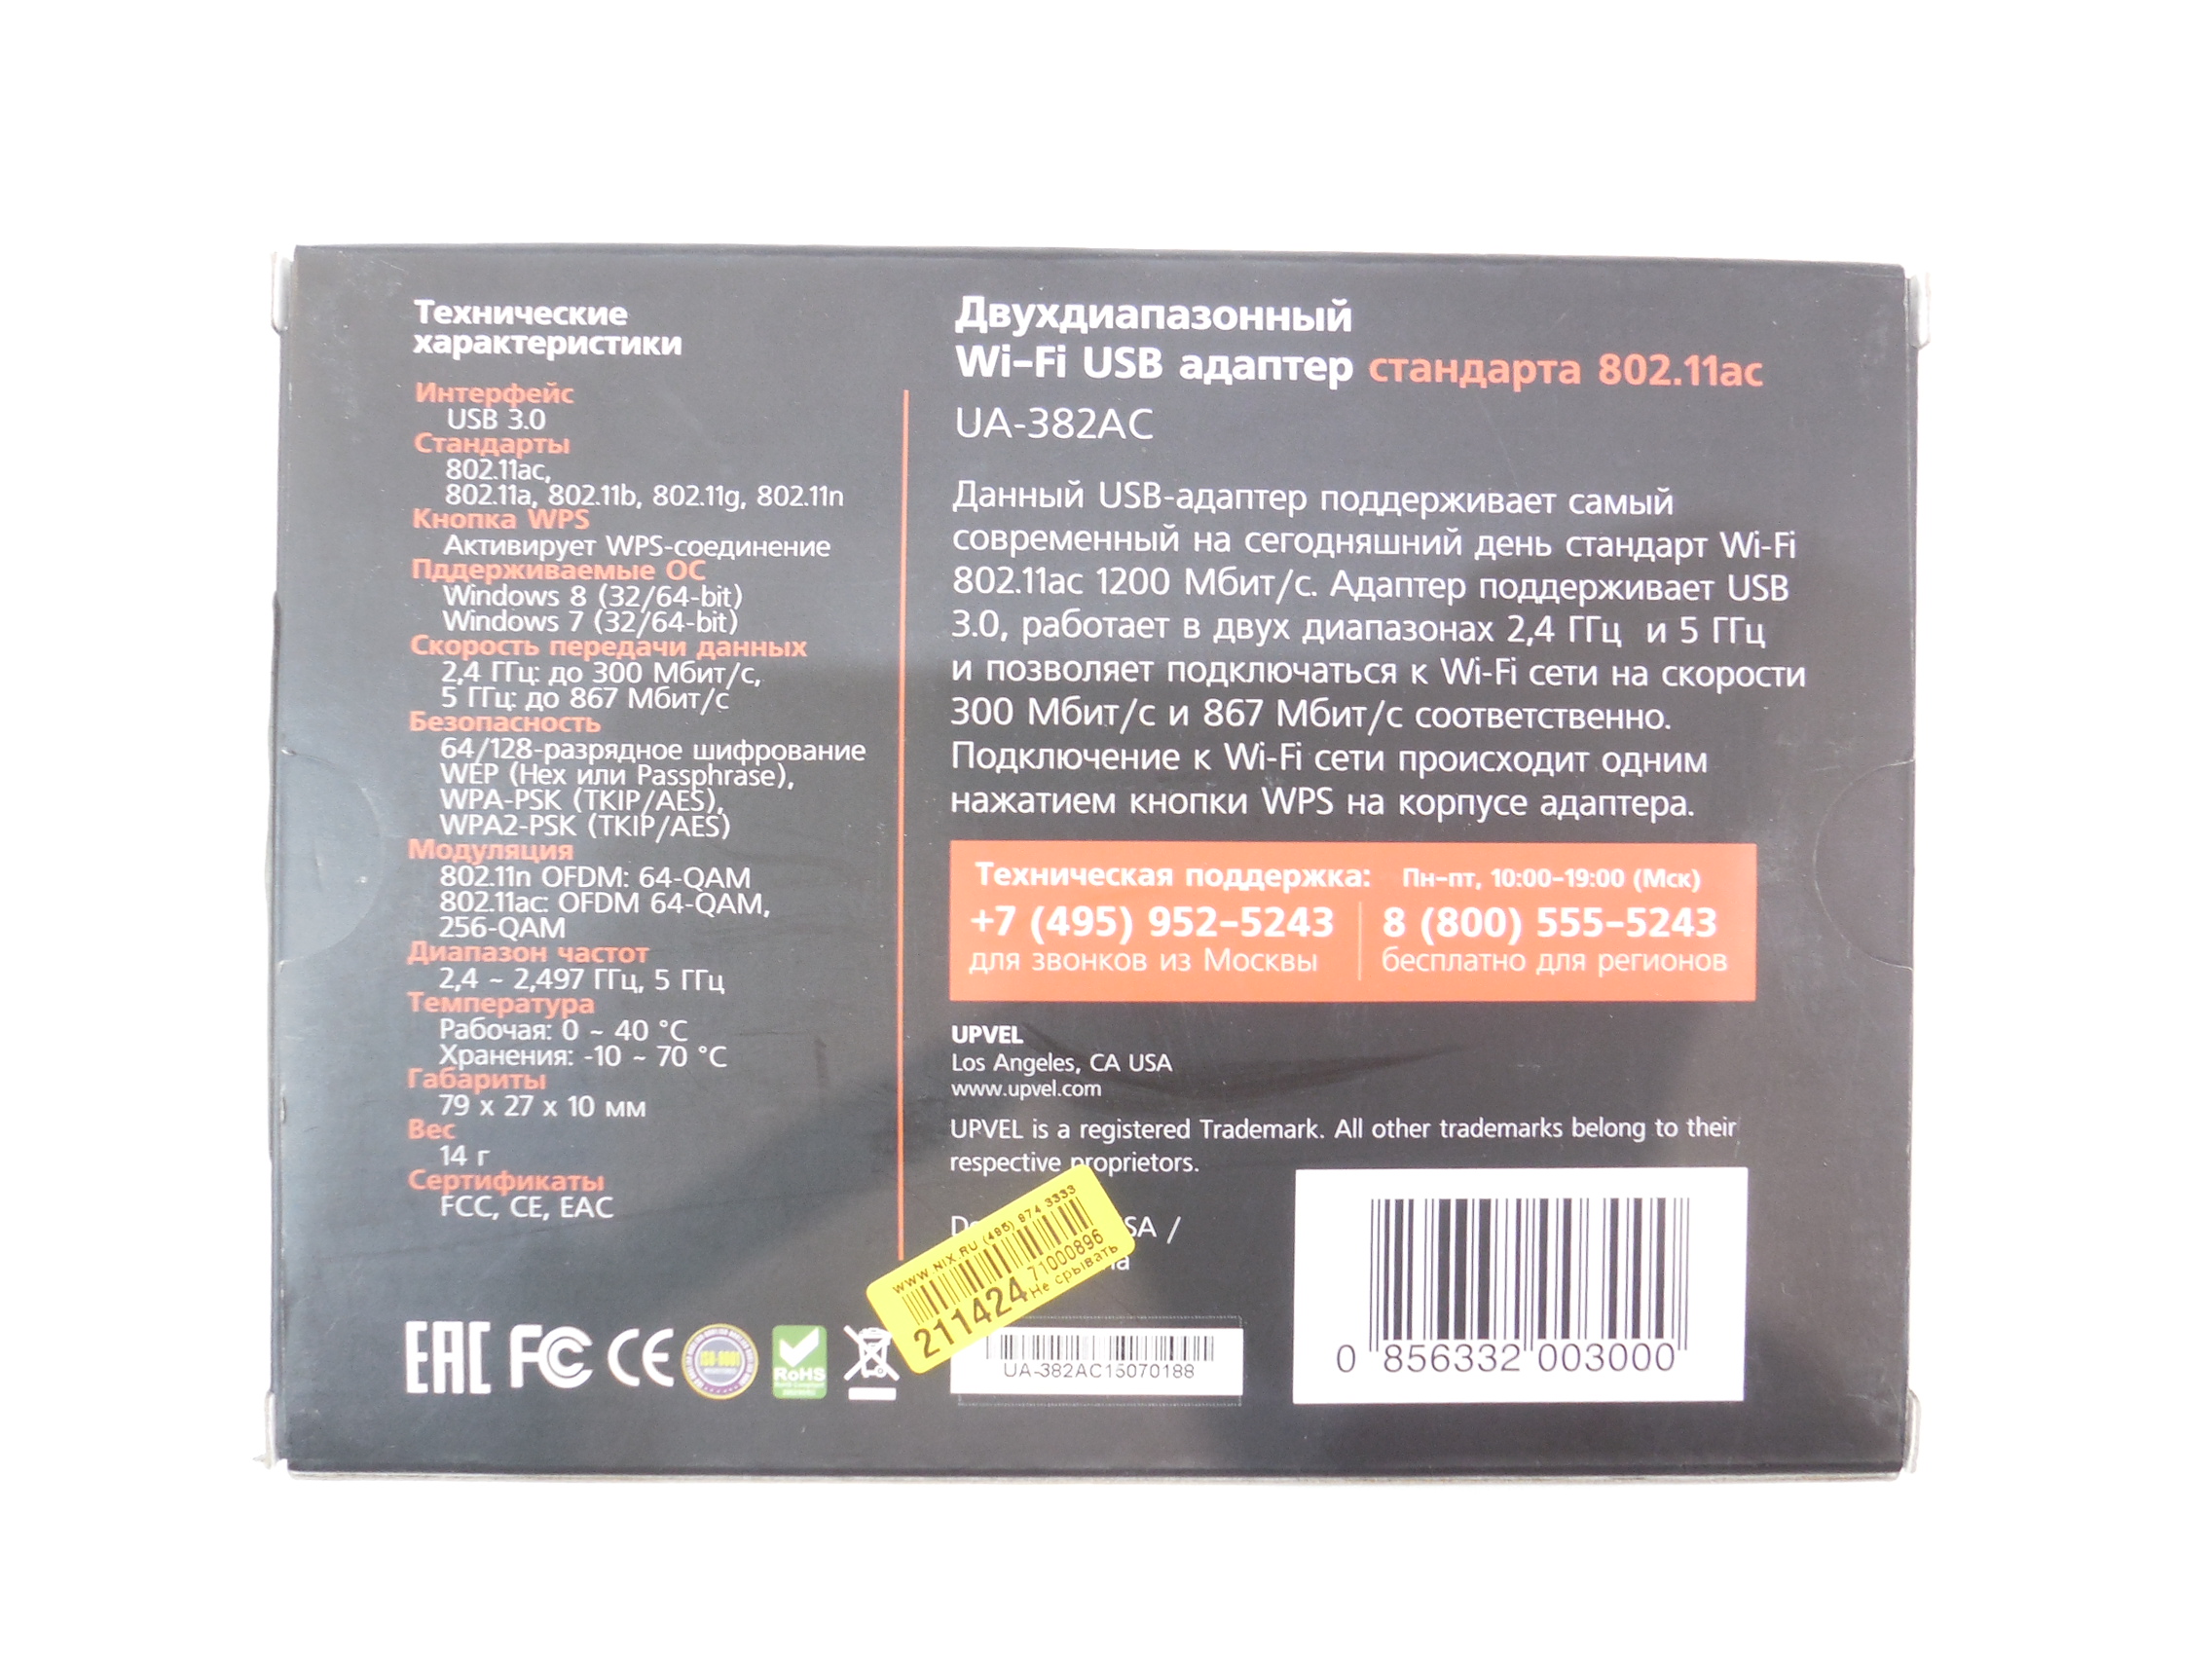 Технические
характеристики
Интерфейс
USB 3.0
Стандарты
802.11ac,
802.11a, 802.11b, 802.11g, 802.11n
Кнопка WPS
Активирует WPS-соединение
Пддерживаемые ОС
Windows 8 (32/64-bit)
Windows 7 (32/64-bit)
Скорость передачи данных
2,4 ГГц: до 300 Мбит/с,
5 ГГц: до 867 Мбит/с
Безопасность
64/128-разрядное шифрование
WEP (Hex или Passphrase),
WPA-PSK (TKIP/AES),
WPA2-PSK (TKIP/AES)
Модуляция
802.11n OFDM: 64-QAM
802.11ac: OFDM 64-QAM,
256-QAM
Диапазон частот
2,4 ~ 2,497 ГГц, 5 ГГц
Температура
Рабочая: 0 ~ 40 °C
Хранения: -10 ~ 70 °C
Габариты
79 x 27 x 10 мм
Вес
14 г
Сертификаты
FCC, CE, EAC
EAC FC CE
ISO-9001
RoHS
Двухдиапазонный
Wi-Fi USB адаптер стандарта 802.11ac
UA-382AC
Данный USB-адаптер поддерживает самый
современный на сегодняшний день стандарт Wi-Fi
802.11ac 1200 Мбит/с. Адаптер поддерживает USB
3.0, работает в двух диапазонах 2,4 ГГц и 5 ГГц
и позволяет подключаться к Wi-Fi сети на скорости
300 Мбит/с и 867 Мбит/с соответственно.
Подключение к Wi-Fi сети происходит одним
нажатием кнопки WPS на корпусе адаптера.
Техническая поддержка: Пн-пт, 10:00-19:00 (Мск)
+7 (495) 952-5243 8 (800) 555-5243
для звонков из Москвы бесплатно для регионов
UPVEL
Los Angeles, CA USA
www.upvel.com
UPVEL is a registered Trademark. All other trademarks belong to their
respective proprietors.
/
WWW.NIX.RU (495) 974 3333
71000896
211424 Не срывать
UA-382AC15070188
0 856332 003000